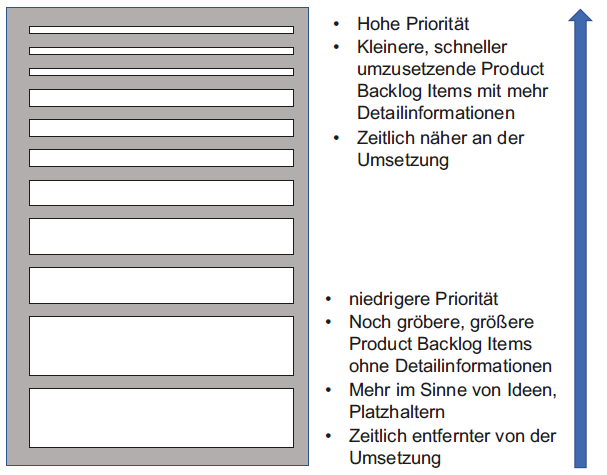 • Hohe Priorität
• Kleinere, schneller
umzusetzende Product
Backlog Items mit mehr
Detailinformationen
• Zeitlich näher an der
Umsetzung
• niedrigere Priorität
• Noch gröbere, größere
Product Backlog Items
ohne Detailinformationen
• Mehr im Sinne von Ideen,
Platzhaltern
• Zeitlich entfernter von der
Umsetzung